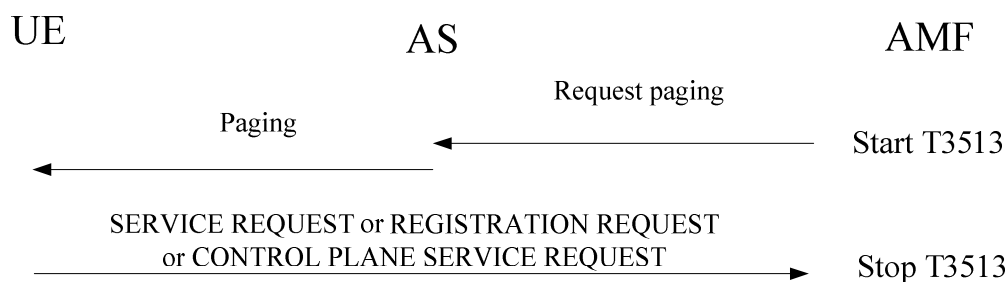 UE
AS
AMF
Request paging
Paging
Start T3513
SERVICE REQUEST or REGISTRATION REQUEST
or CONTROL PLANE SERVICE REQUEST
Stop T3513